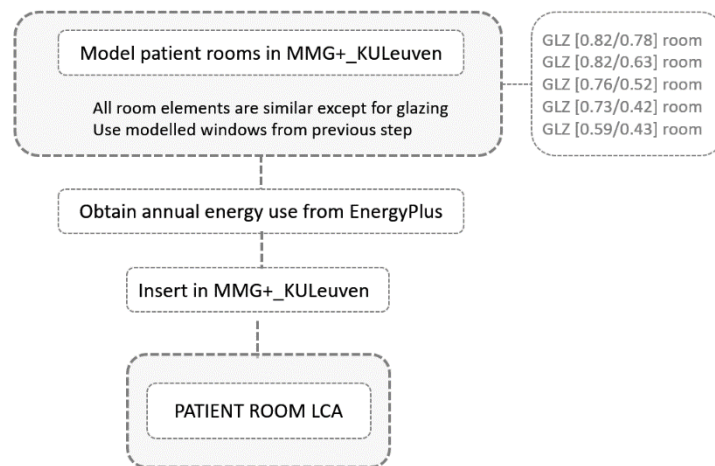 Model patient rooms in MMG+_KULeuven
All room elements are similar except for glazing
Use modelled windows from previous step
GLZ [0.82/0.78] room
GLZ [0.82/0.63] room
GLZ [0.76/0.52] room
GLZ [0.73/0.42] room
GLZ [0.59/0.43] room
Obtain annual energy use from EnergyPlus
Insert in MMG+_KULeuven
PATIENT ROOM LCA